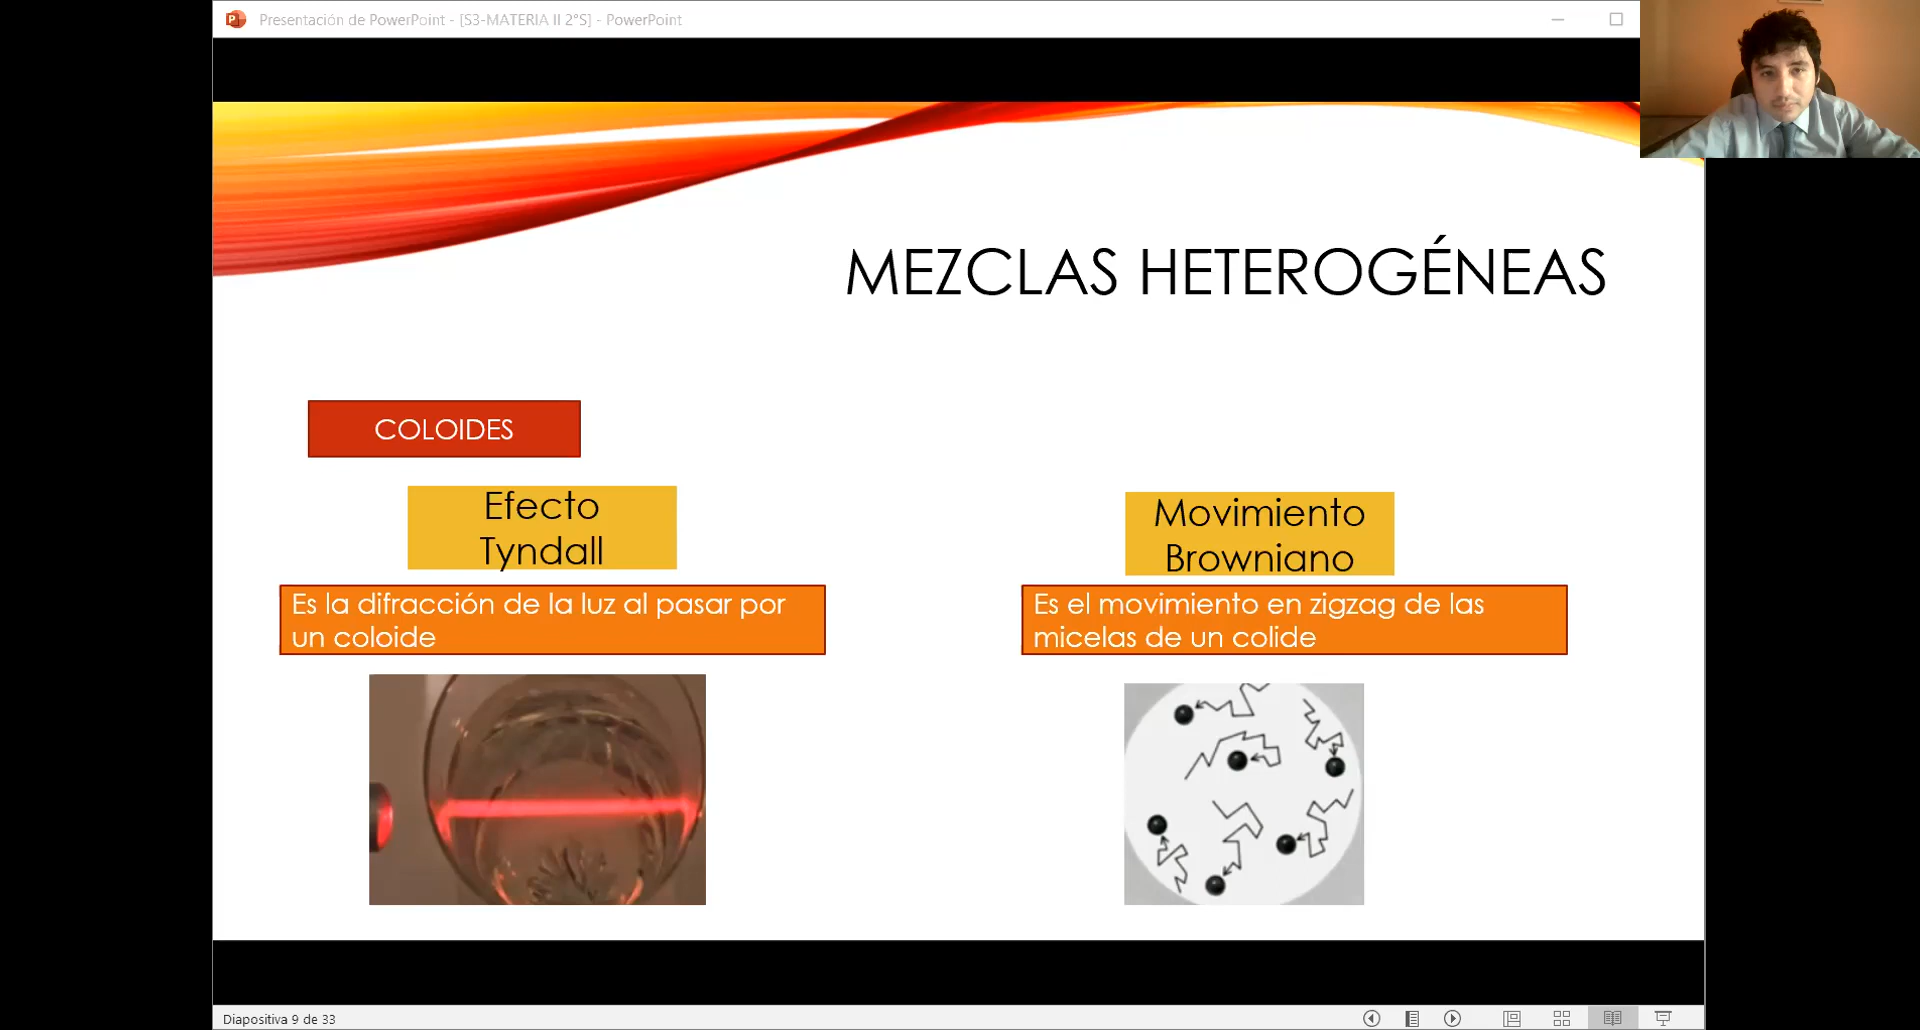 Presentación de PowerPoint - [S3-MATERIA II 2°S] - PowerPoint
MEZCLAS HETEROGÉNEAS
COLOIDES
Efecto
Tyndall
Es la difracción de la luz al pasar por
un coloide
Movimiento
Browniano
Es el movimiento en zigzag de las
micelas de un colide
Diapositiva 9 de 33